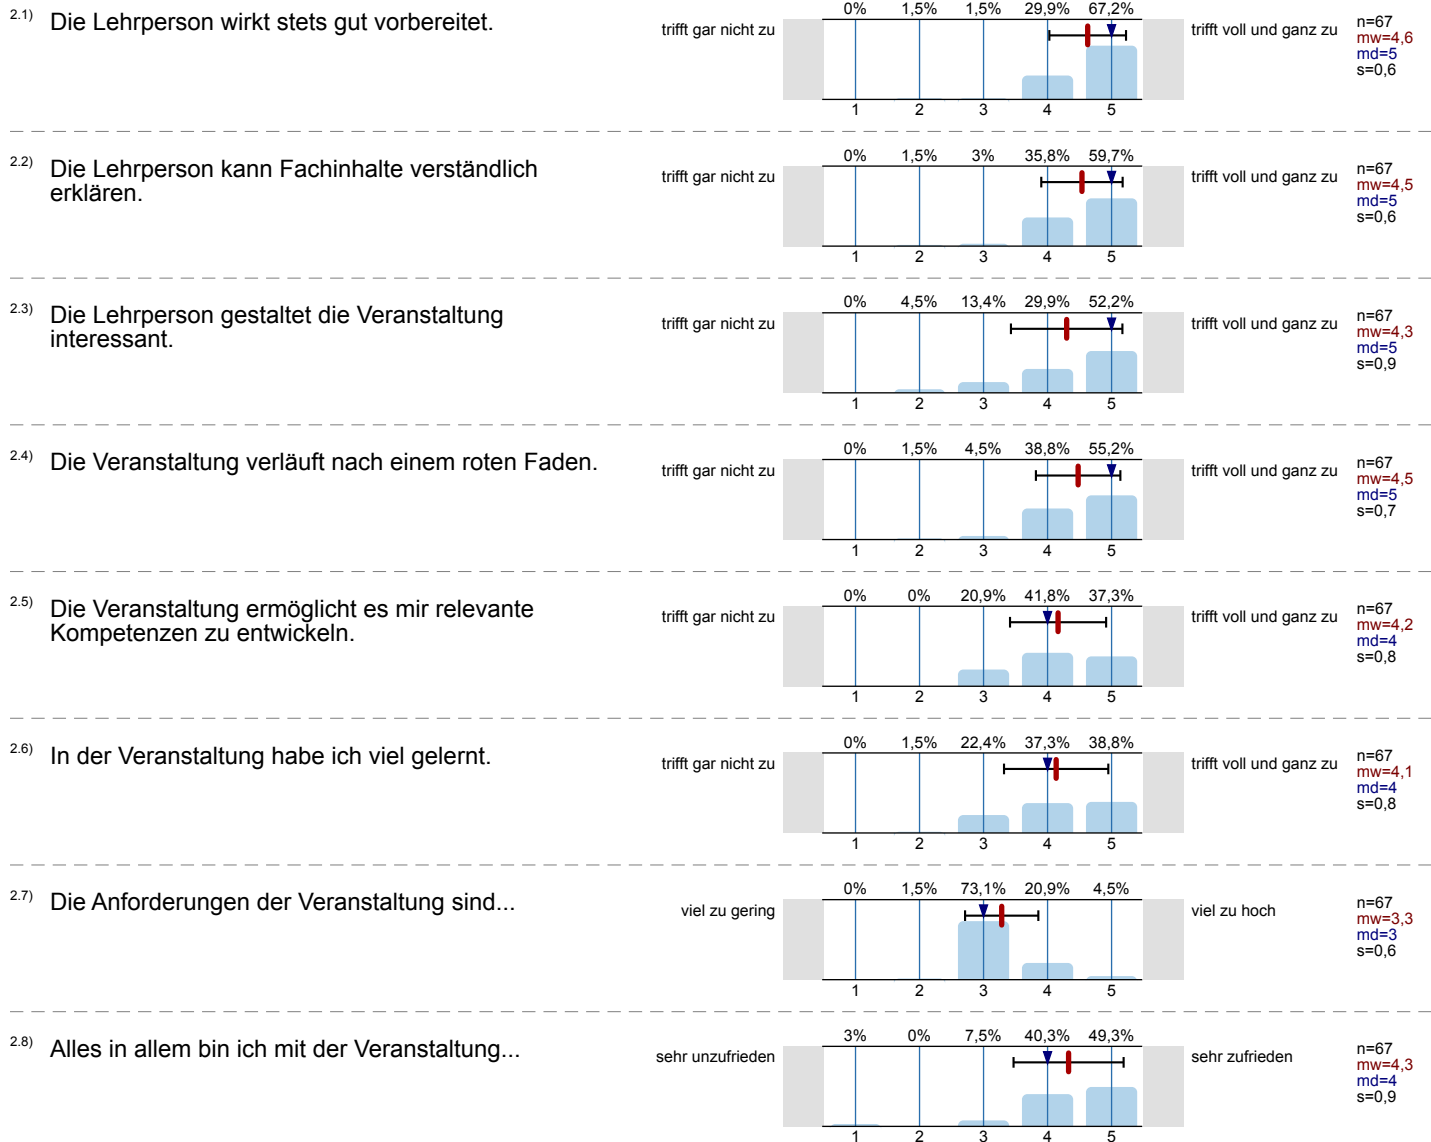 2.1) Die Lehrperson wirkt stets gut vorbereitet.
trifft gar nicht zu
0% 1,5% 1,5% 29,9% 67,2%
1 2 3 4 5
trifft voll und ganz zu
n=67
mw=4,6
md=5
s=0,6
2.2) Die Lehrperson kann Fachinhalte verständlich
erklären.
trifft gar nicht zu
0% 1,5% 3% 35,8% 59,7%
1 2 3 4 5
trifft voll und ganz zu
n=67
mw=4,5
md=5
s=0,6
2.3) Die Lehrperson gestaltet die Veranstaltung
interessant.
trifft gar nicht zu
0% 4,5% 13,4% 29,9% 52,2%
1 2 3 4 5
trifft voll und ganz zu
n=67
mw=4,3
md=5
s=0,9
2.4) Die Veranstaltung verläuft nach einem roten Faden.
trifft gar nicht zu
0% 1,5% 4,5% 38,8% 55,2%
1 2 3 4 5
trifft voll und ganz zu
n=67
mw=4,5
md=5
s=0,7
2.5) Die Veranstaltung ermöglicht es mir relevante
Kompetenzen zu entwickeln.
trifft gar nicht zu
0% 0% 20,9% 41,8% 37,3%
1 2 3 4 5
trifft voll und ganz zu
n=67
mw=4,2
md=4
s=0,8
2.6) In der Veranstaltung habe ich viel gelernt.
trifft gar nicht zu
0% 1,5% 22,4% 37,3% 38,8%
1 2 3 4 5
trifft voll und ganz zu
n=67
mw=4,1
md=4
s=0,8
2.7) Die Anforderungen der Veranstaltung sind...
viel zu gering
0% 1,5% 73,1% 20,9% 4,5%
1 2 3 4 5
viel zu hoch
n=67
mw=3,3
md=3
s=0,6
2.8) Alles in allem bin ich mit der Veranstaltung...
sehr unzufrieden
3% 0% 7,5% 40,3% 49,3%
1 2 3 4 5
sehr zufrieden
n=67
mw=4,3
md=4
s=0,9